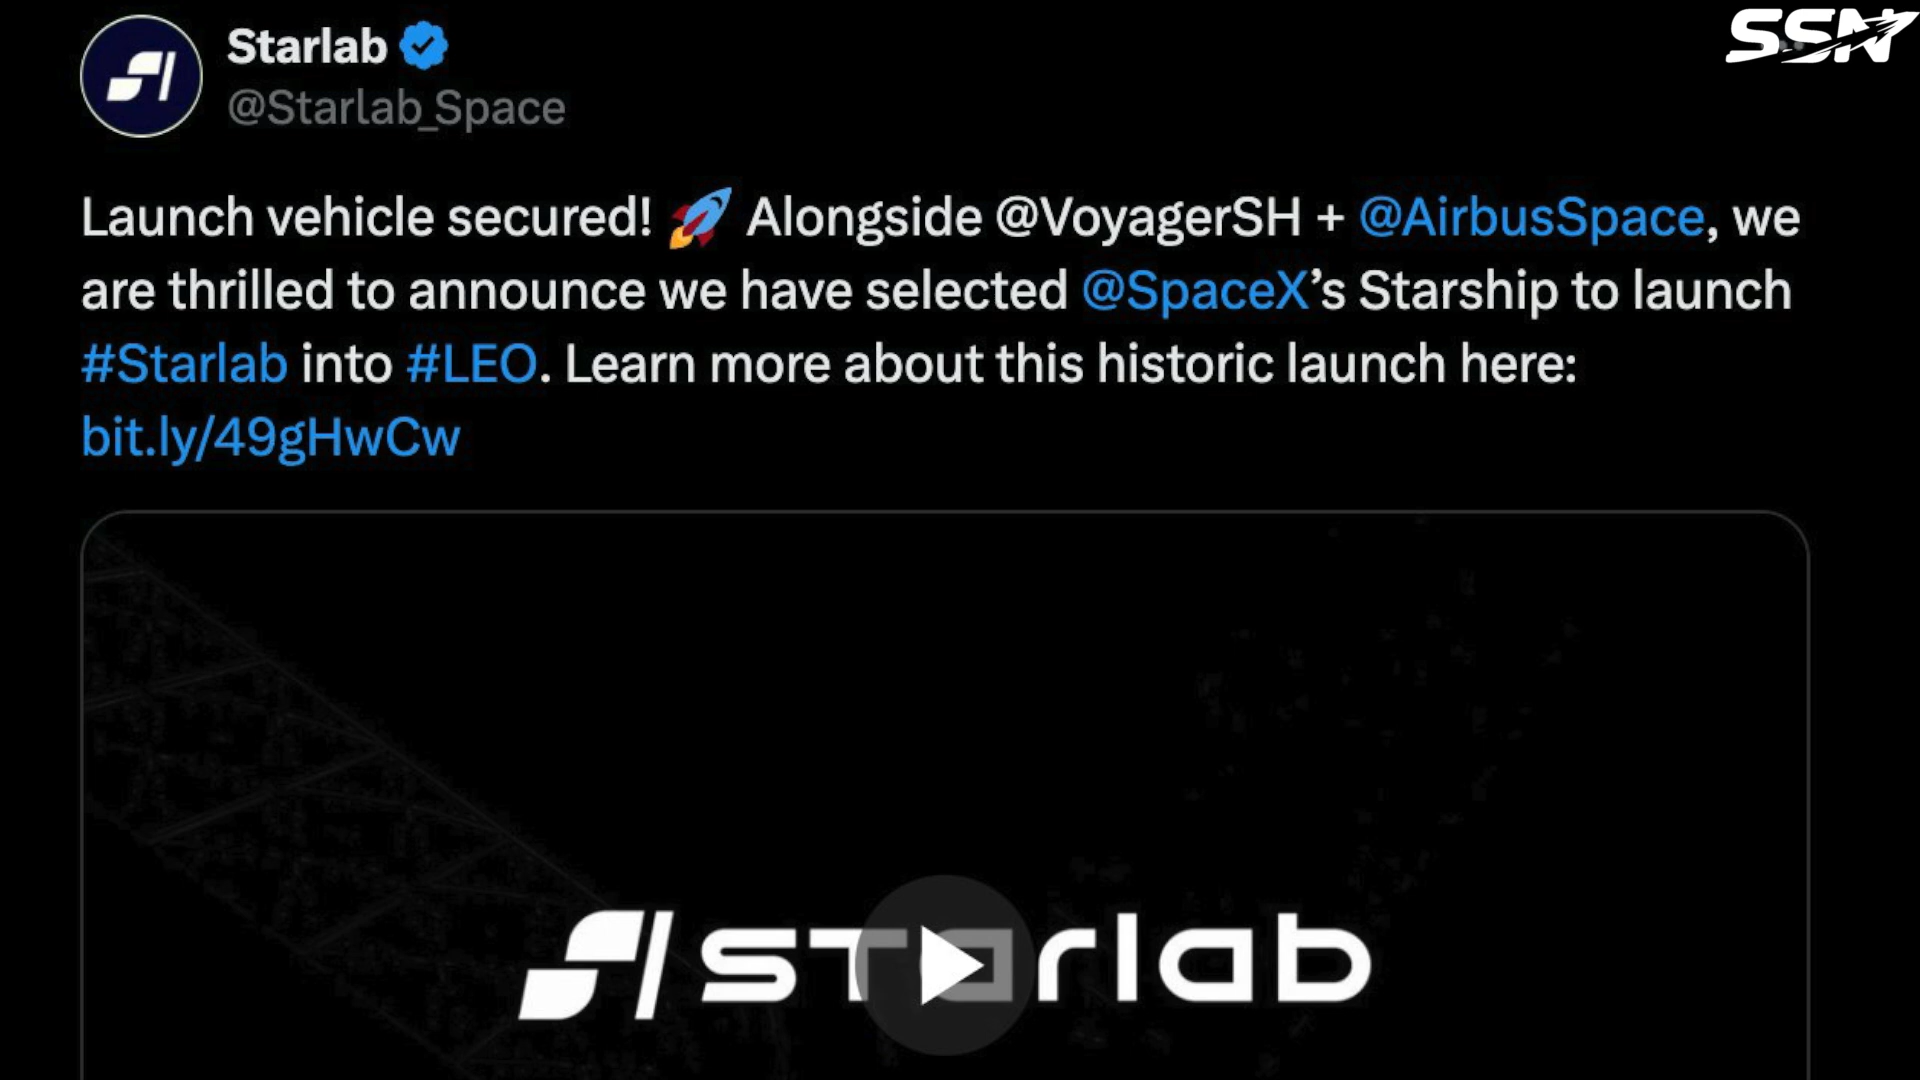 Starlab
@Starlab_Space
SSN
Launch vehicle secured! 🚀 Alongside @VoyagerSH + @AirbusSpace, we
are thrilled to announce we have selected @SpaceX’s Starship to launch
#Starlab into #LEO. Learn more about this historic launch here:
bit.ly/49gHwCw
starlab